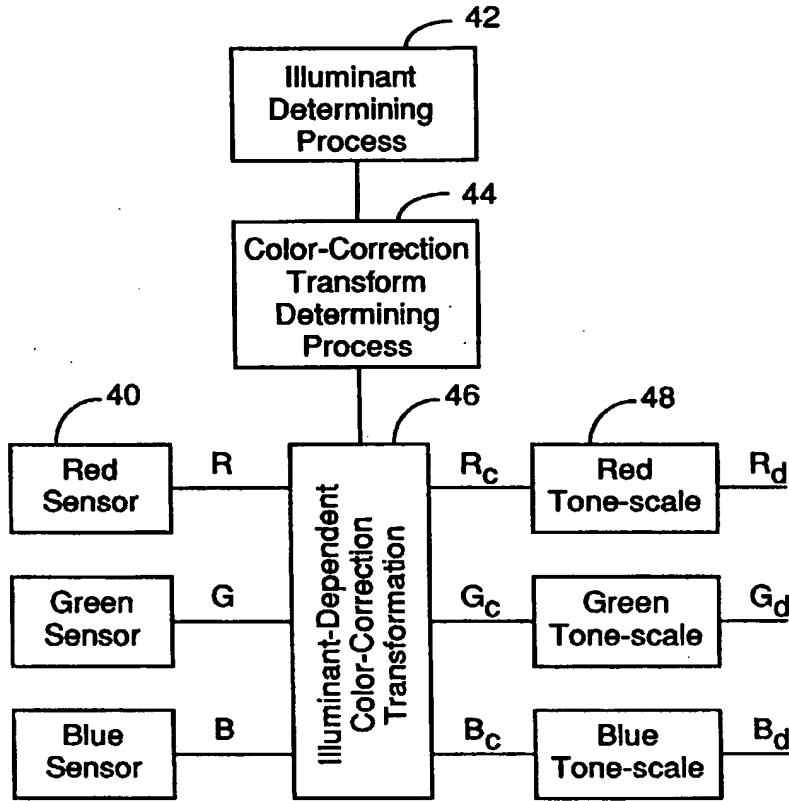 42
Illuminant
Determining
Process
44
Color-Correction
Transform
Determining
Process
40
46
48
Red
Sensor
R
Illuminant-Dependent
Color-Correction
Transformation
Rc
Red
Tone-scale
Rd
Green
Sensor
G
Gc
Green
Tone-scale
Gd
Blue
Sensor
B
Bc
Blue
Tone-scale
Bd